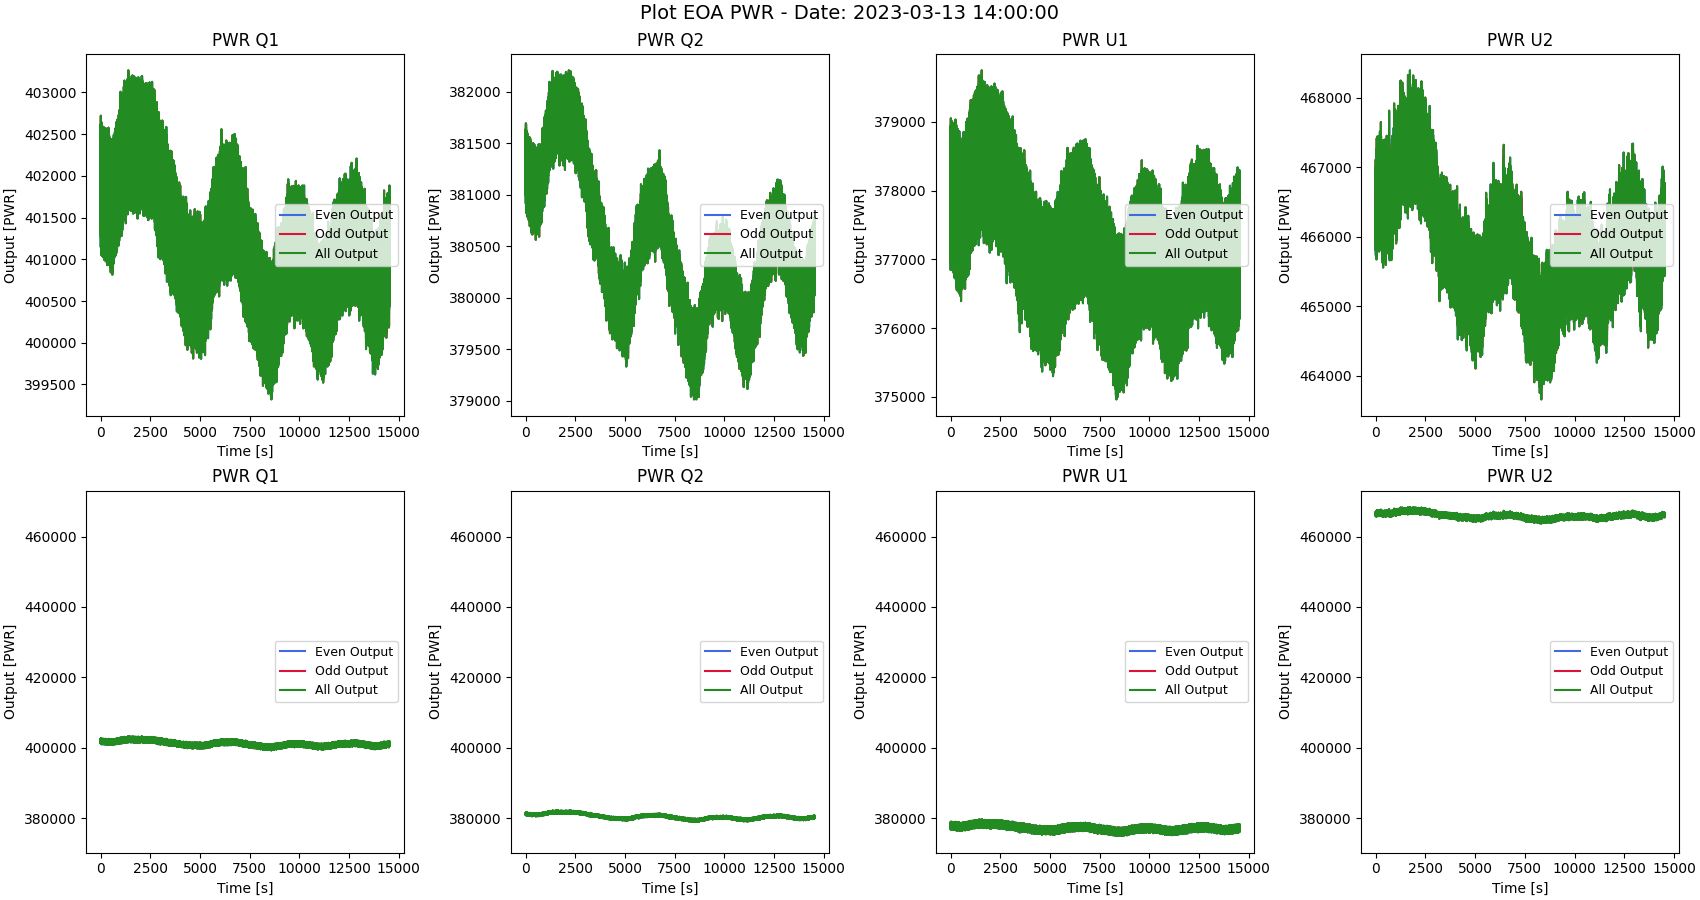 Plot EOA PWR - Date: 2023-03-13 14:00:00
PWR Q1
403000
402500
402000
401500
401000
400500
400000
399500
Output [PWR]
Even Output
Odd Output
All Output
0 2500 5000 7500 10000 12500 15000
Time [s]
PWR Q2
382000
381500
381000
380500
380000
379500
379000
Output [PWR]
Even Output
Odd Output
All Output
0 2500 5000 7500 10000 12500 15000
Time [s]
PWR U1
379000
378000
377000
376000
375000
Output [PWR]
Even Output
Odd Output
All Output
0 2500 5000 7500 10000 12500 15000
Time [s]
PWR U2
468000
467000
466000
465000
464000
Output [PWR]
Even Output
Odd Output
All Output
0 2500 5000 7500 10000 12500 15000
Time [s]
PWR Q1
460000
440000
420000
400000
380000
Output [PWR]
Even Output
Odd Output
All Output
0 2500 5000 7500 10000 12500 15000
Time [s]
PWR Q2
460000
440000
420000
400000
380000
Output [PWR]
Even Output
Odd Output
All Output
0 2500 5000 7500 10000 12500 15000
Time [s]
PWR U1
460000
440000
420000
400000
380000
Output [PWR]
Even Output
Odd Output
All Output
0 2500 5000 7500 10000 12500 15000
Time [s]
PWR U2
460000
440000
420000
400000
380000
Output [PWR]
Even Output
Odd Output
All Output
0 2500 5000 7500 10000 12500 15000
Time [s]